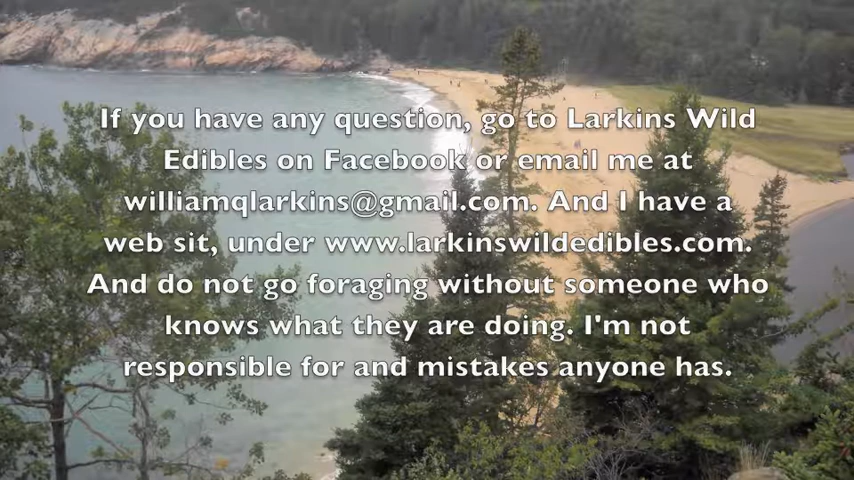 If you have any question, go to Larkins Wild
Edibles on Facebook or email me at
williamqlarkins@gmail.com. And I have a
web sit, under www.larkinswildedibles.com.
And do not go foraging without someone who
knows what they are doing. I'm not
responsible for and mistakes anyone has.